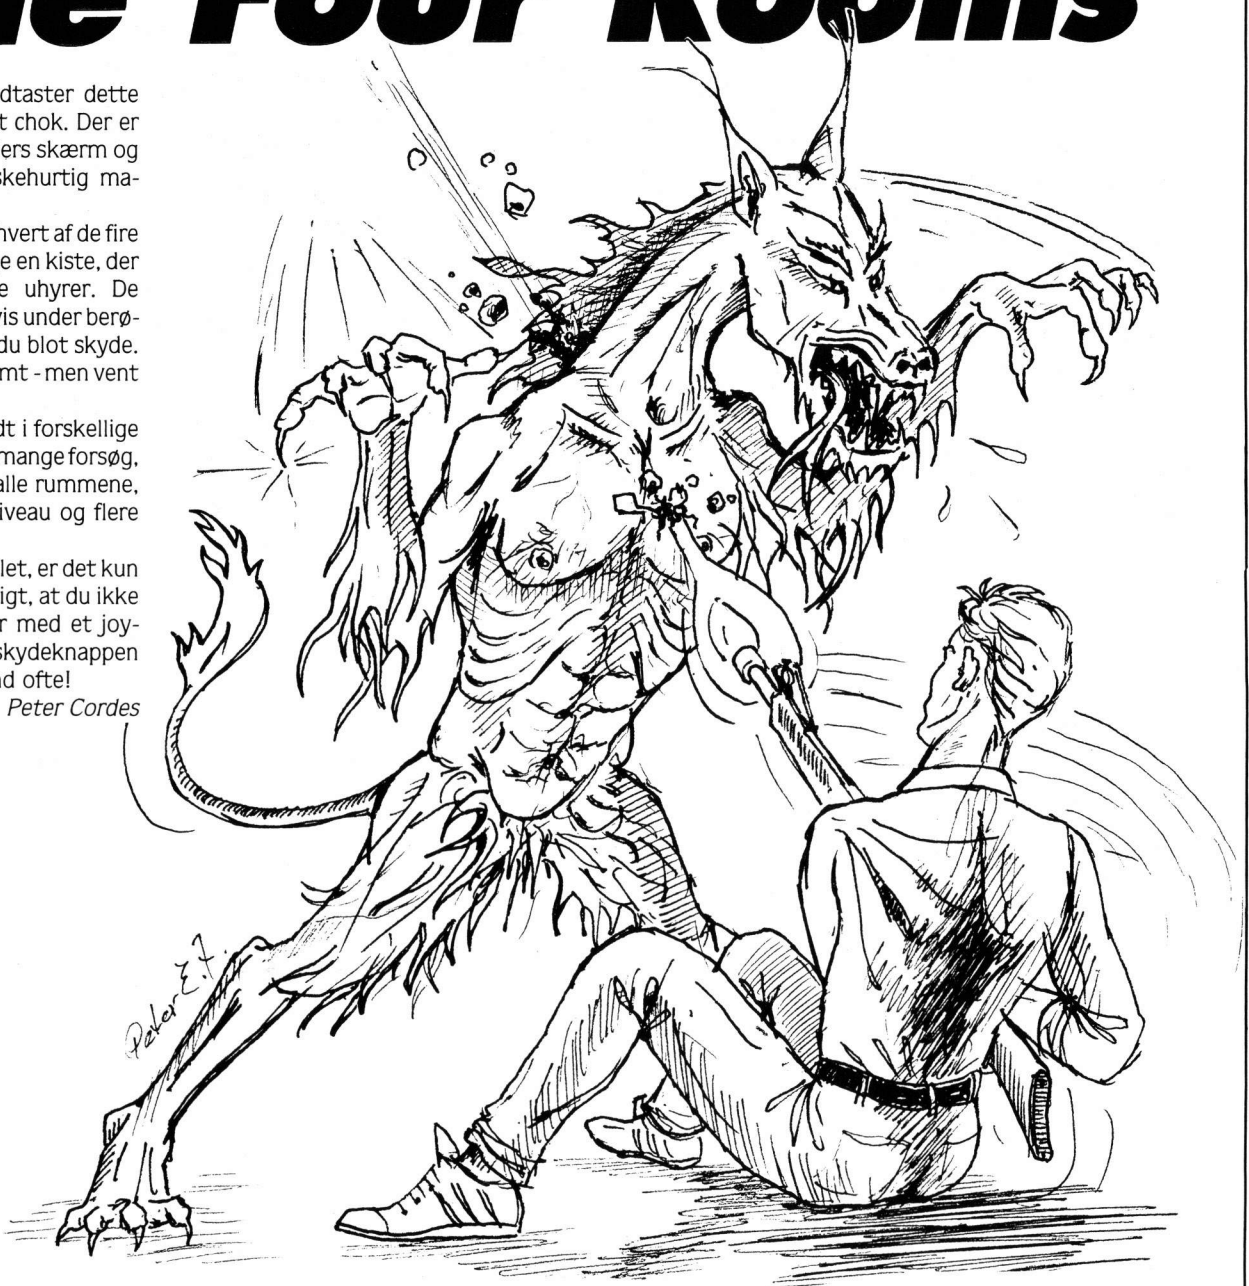 e Four Rooms
dtaster dette
t chok. Der er
ers skærm og
skehurtig ma-
hvert af de fire
e en kiste, der
e uhyrer. De
vis under berø-
du blot skyde.
mt - men vent
dt i forskellige
mange forsøg,
alle rummene,
iveau og flere
let, er det kun
igt, at du ikke
r med et joy-
skydeknappen
nd ofte!
Peter Cordes
Peter E.F.